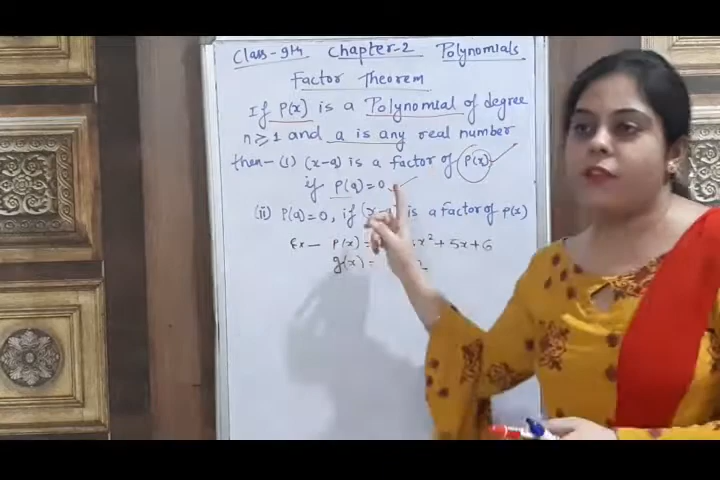 Class-9th Chapter-2 Polynomials
Factor Theorem
If P(x) is a Polynomial of degree
n ≥ 1 and a is any real number
then- (i) (x-a) is a factor of P(x)
if P(a) = 0
(ii) P(a) = 0, if (x-a) is a factor of P(x)
Ex- P(x) = x² + 5x + 6
g(x) =